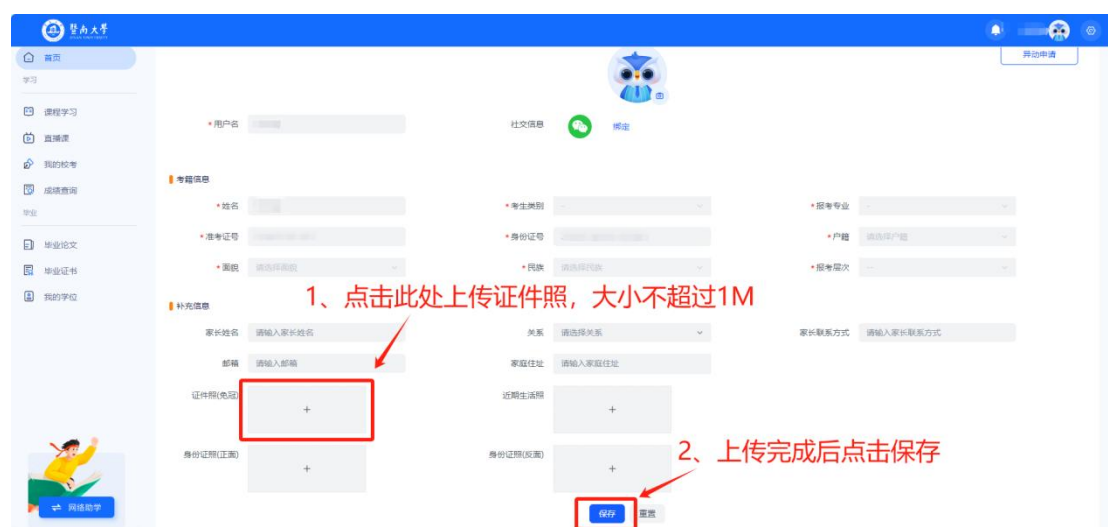 暨南大学
首页
异动申请
学习
课程学习
直播课
我的校考
成绩查询
毕业
毕业论文
毕业证书
我的学位
网络助学
*用户名
社交信息
绑定
考籍信息
*姓名
*考生类别
*报考专业
*准考证号
*身份证号
*户籍 请选择户籍
*面貌 请选择面貌
*民族 请选择民族
*报考层次
1、点击此处上传证件照，大小不超过1M
补充信息
家长姓名 请输入家长姓名
关系 请选择关系
家长联系方式 请输入家长联系方式
邮箱 请输入邮箱
家庭住址 请输入家庭住址
证件照(免冠) +
近期生活照 +
2、上传完成后点击保存
身份证照(正面) +
身份证照(反面) +
保存 重置